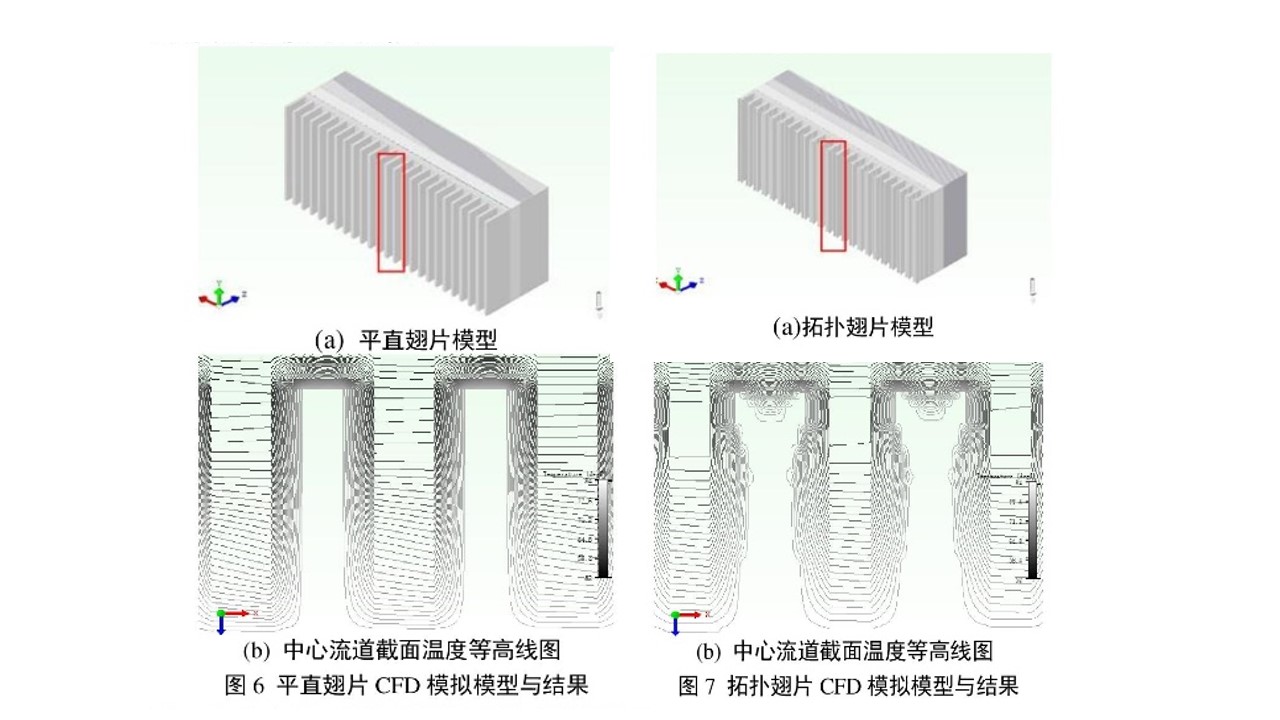 (a) 平直翅片模型
(a)拓扑翅片模型
(b) 中心流道截面温度等高线图
(b) 中心流道截面温度等高线图
图 6 平直翅片 CFD 模拟模型与结果
图 7 拓扑翅片 CFD 模拟模型与结果